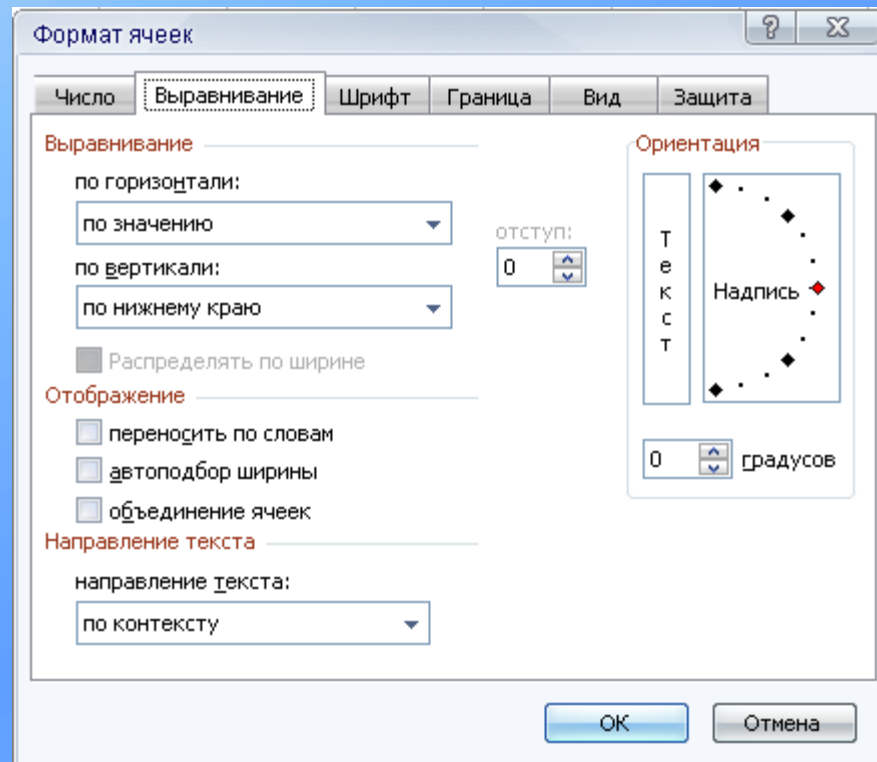 Формат ячеек
Число Выравнивание Шрифт Граница Вид Защита
Выравнивание
по горизонтали:
по значению
отступ:
0
по вертикали:
по нижнему краю
Распределять по ширине
Отображение
переносить по словам
автоподбор ширины
объединение ячеек
Направление текста
направление текста:
по контексту
Ориентация
Текст
Надпись
0 градусов
ОК Отмена